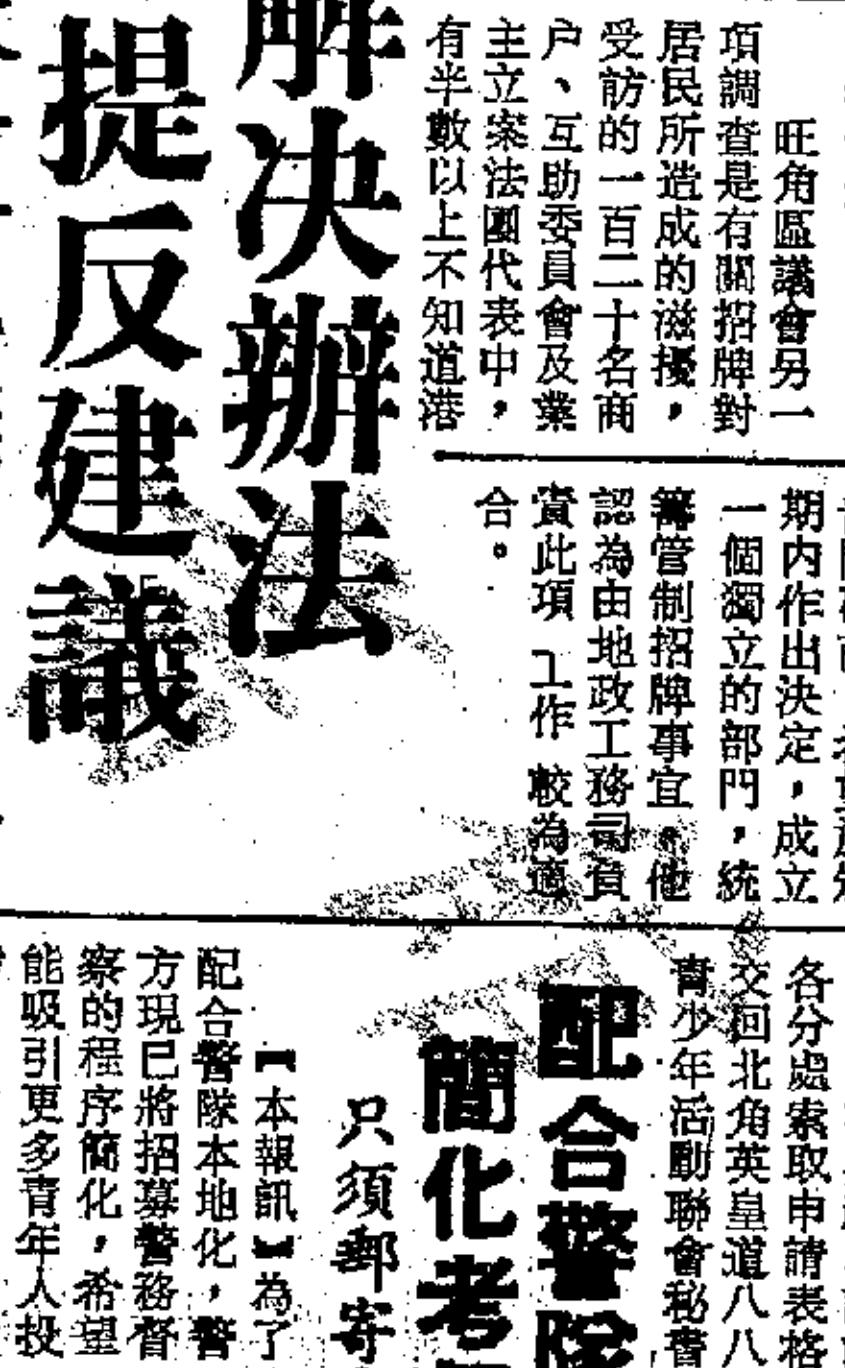 旺角區議會另一
項調查是有關招牌對
居民所造成的滋擾，
受訪的一百二十名商
户、互助委員會及業
主立案法團代表中，
有半數以上不知道港
期内作出決定，成立
一個獨立的部門，統
籌管制招牌事宜。他
認為由地政工務司負
責此項工作較為適
合。
解決辦法
提反建議
各分處索取申請表格
交回北角英皇道八八
青少年活動聯會秘書
配合警隊
簡化考
只須郵寄
【本報訊】為了
配合警隊本地化，警
方現已將招募警務督
察的程序簡化，希望
能吸引更多青年人投